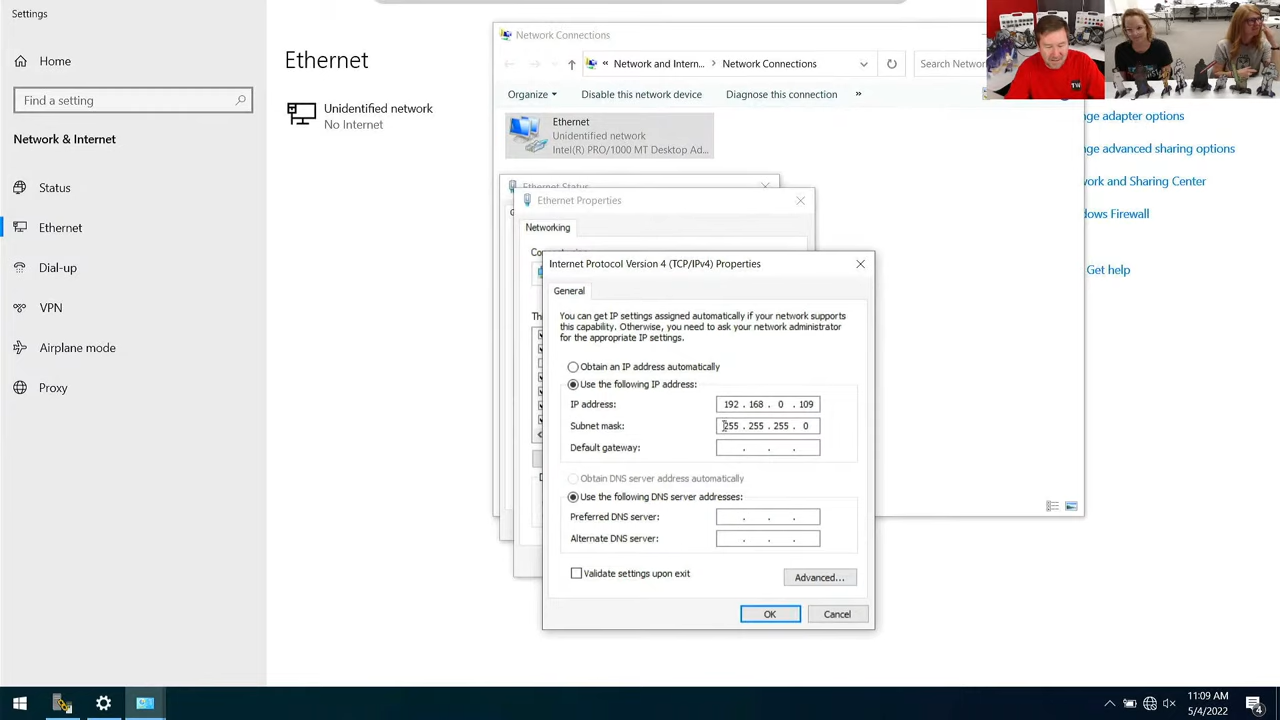 Settings
Home
Find a setting
Network & Internet
Status
Ethernet
Dial-up
VPN
Airplane mode
Proxy
Ethernet
Unidentified network
No Internet
Network Connections
« Network and Intern... > Network Connections
Search Netwo
Organize
Disable this network device
Diagnose this connection
»
Ethernet
Unidentified network
Intel(R) PRO/1000 MT Desktop Ad...
nge adapter options
nge advanced sharing options
vork and Sharing Center
dows Firewall
Get help
Ethernet Status
Ethernet Properties
Networking
Internet Protocol Version 4 (TCP/IPv4) Properties
General
You can get IP settings assigned automatically if your network supports
this capability. Otherwise, you need to ask your network administrator
for the appropriate IP settings.
Obtain an IP address automatically
Use the following IP address:
IP address: 192 . 168 . 0 . 109
Subnet mask: 255 . 255 . 255 . 0
Default gateway: . . .
Obtain DNS server address automatically
Use the following DNS server addresses:
Preferred DNS server: . . .
Alternate DNS server: . . .
Validate settings upon exit
Advanced...
OK
Cancel
11:09 AM
5/4/2022
4